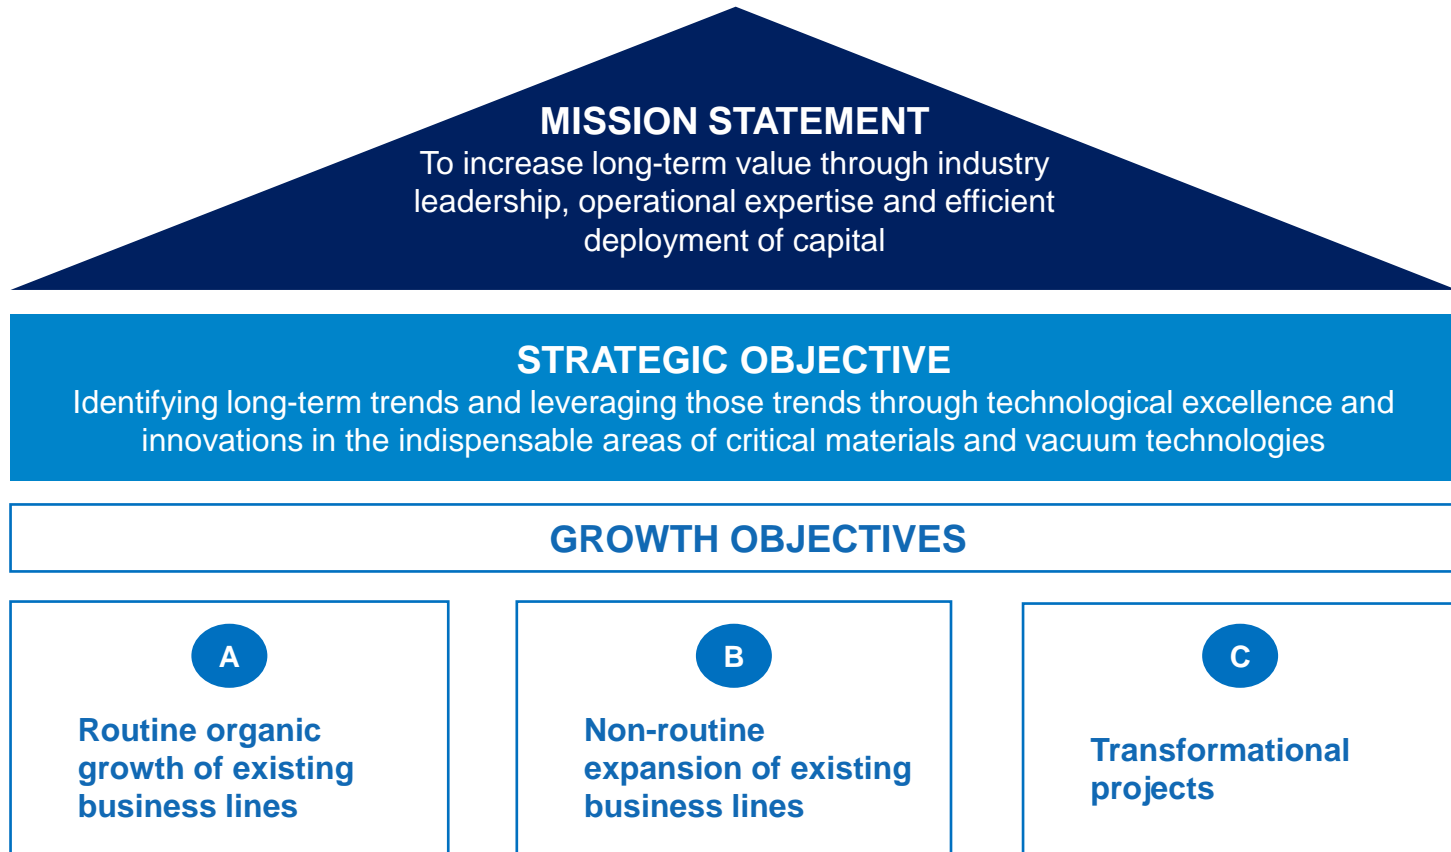 MISSION STATEMENT
To increase long-term value through industry
leadership, operational expertise and efficient
deployment of capital
STRATEGIC OBJECTIVE
Identifying long-term trends and leveraging those trends through technological excellence and
innovations in the indispensable areas of critical materials and vacuum technologies
GROWTH OBJECTIVES
A
Routine organic
growth of existing
business lines
B
Non-routine
expansion of existing
business lines
C
Transformational
projects